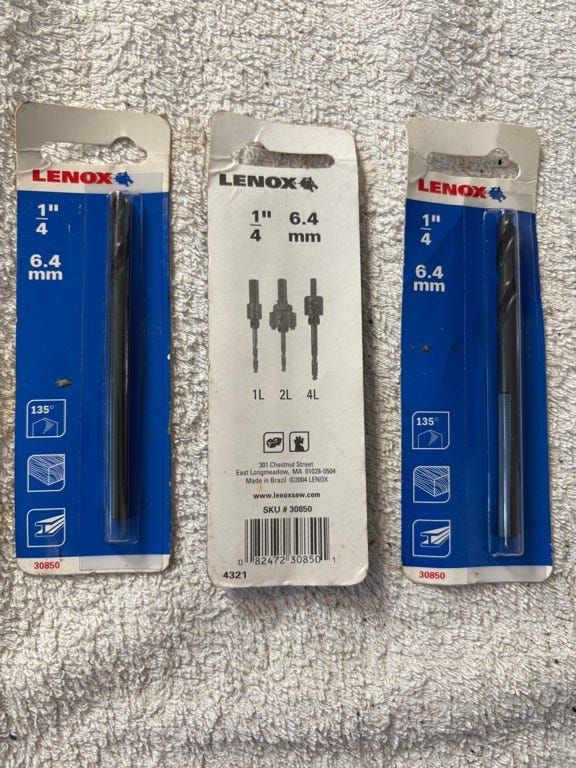 LENOX
1"
4
6.4
mm
135°
30850
LENOX
1" 6.4
4 mm
1L 2L 4L
301 Chestnut Street
East Longmeadow, MA 01028-0504
Made in Brazil ©2004 LENOX
www.lenoxsaw.com
SKU # 30850
0 82472 30850 1
4321
LENOX
1"
4
6.4
mm
135°
30850